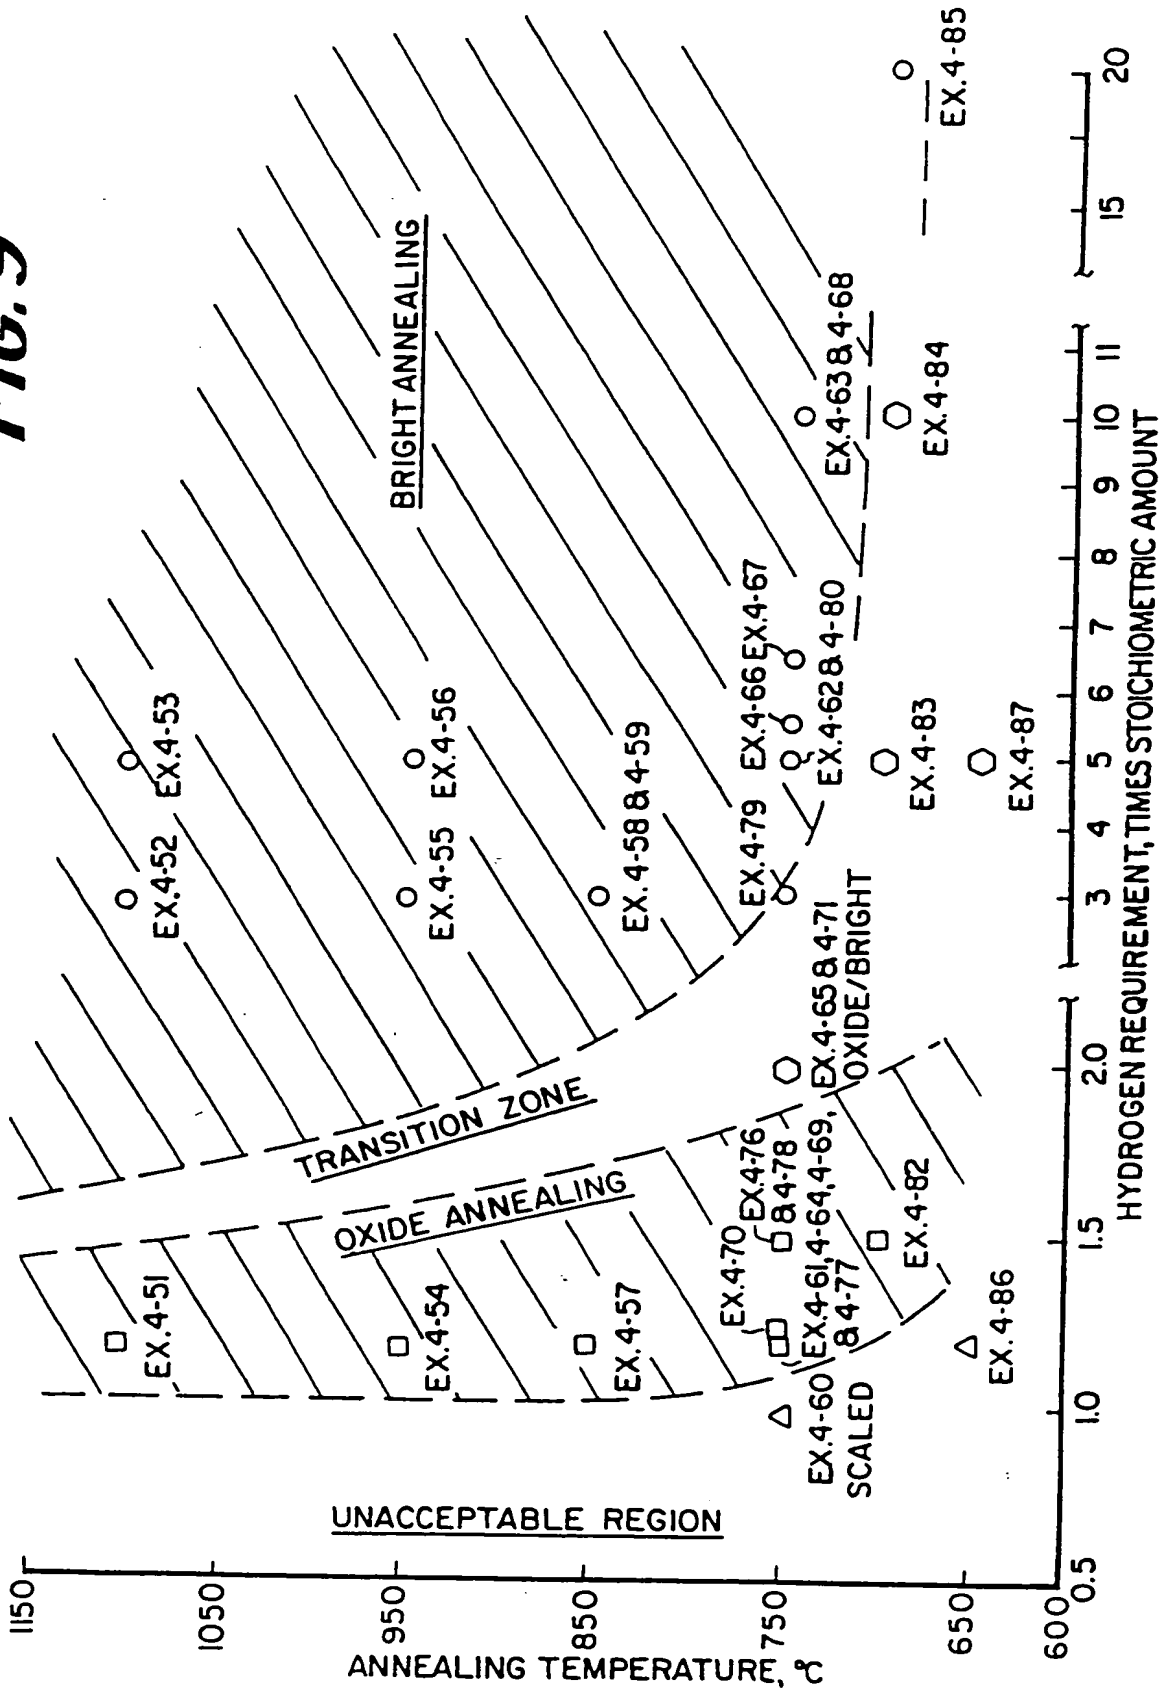 FIG. 9
ANNEALING TEMPERATURE, °C
1150
1050
950
850
750
650
600
BRIGHT ANNEALING
TRANSITION ZONE
OXIDE ANNEALING
UNACCEPTABLE REGION
EX.4-51
EX.4-52
EX.4-53
EX.4-54
EX.4-55
EX.4-56
EX.4-57
EX.4-58 & 4-59
EX.4-70
EX.4-76
& 4-78
EX.4-79
EX.4-66
EX.4-67
EX.4-62 & 4-80
EX.4-63 & 4-68
EX.4-60
SCALED
EX.4-61, 4-64, 4-69,
& 4-77
EX.4-65 & 4-71
OXIDE/BRIGHT
EX.4-82
EX.4-83
EX.4-84
EX.4-85
EX.4-86
EX.4-87
0.5
1.0
1.5
2.0
3
4
5
6
7
8
9
10
11
15
20
HYDROGEN REQUIREMENT, TIMES STOICHIOMETRIC AMOUNT